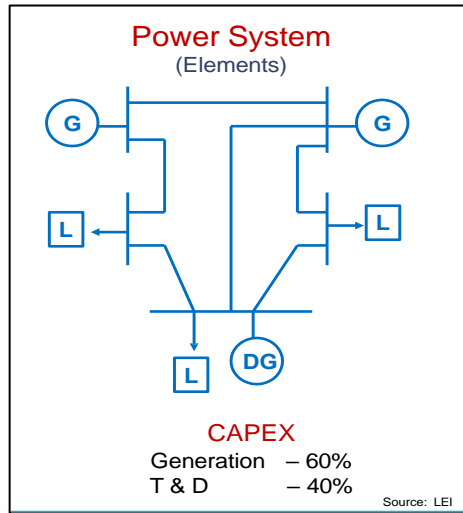 Power System
(Elements)
G
G
L
L
L
DG
CAPEX
Generation – 60%
T & D – 40%
Source: LEI